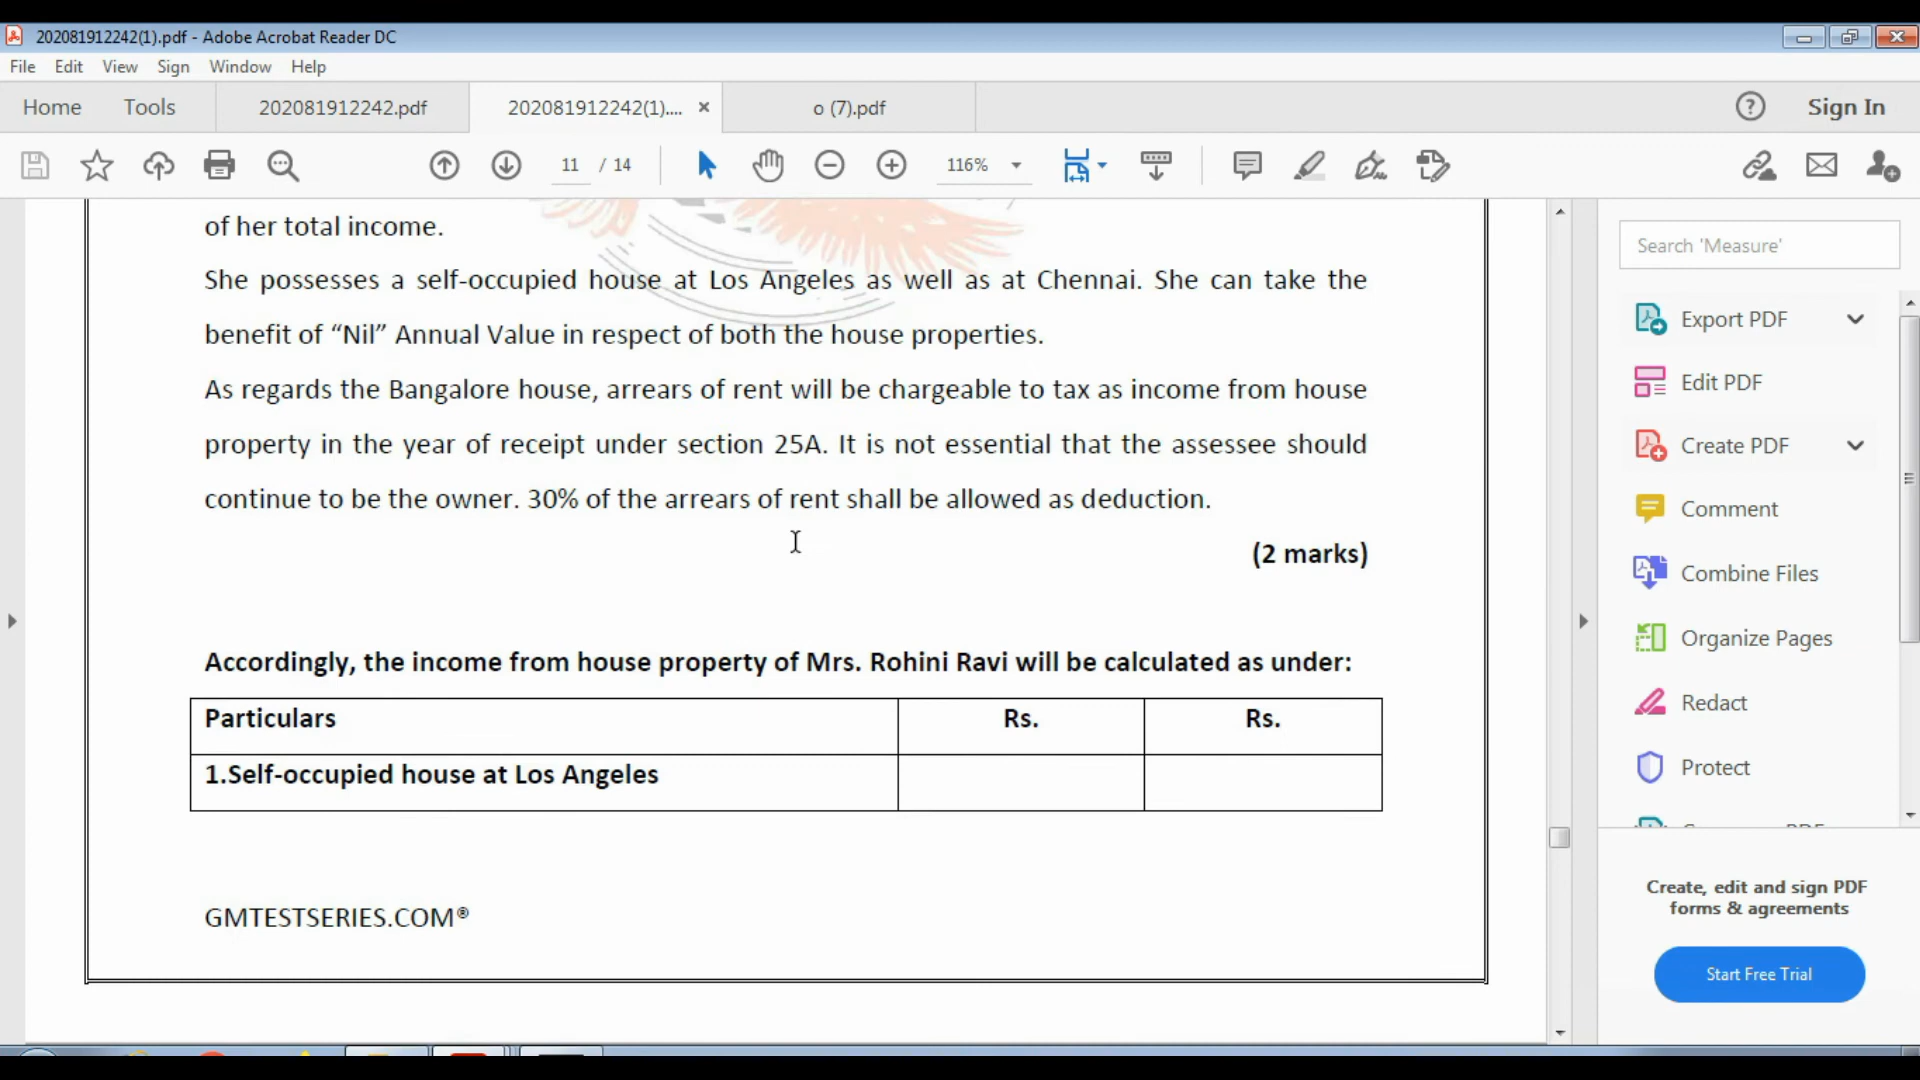 202081912242(1).pdf - Adobe Acrobat Reader DC
File Edit View Sign Window Help
Home Tools 202081912242.pdf 202081912242(1).... × o (7).pdf ? Sign In
11 / 14 116%
of her total income.
She possesses a self-occupied house at Los Angeles as well as at Chennai. She can take the
benefit of “Nil” Annual Value in respect of both the house properties.
As regards the Bangalore house, arrears of rent will be chargeable to tax as income from house
property in the year of receipt under section 25A. It is not essential that the assessee should
continue to be the owner. 30% of the arrears of rent shall be allowed as deduction.
(2 marks)
Accordingly, the income from house property of Mrs. Rohini Ravi will be calculated as under:
Particulars Rs. Rs.
1.Self-occupied house at Los Angeles
GMTESTSERIES.COM®
Search 'Measure'
Export PDF
Edit PDF
Create PDF
Comment
Combine Files
Organize Pages
Redact
Protect
Create, edit and sign PDF
forms & agreements
Start Free Trial